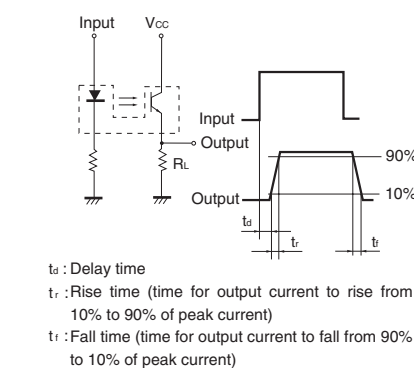 Input
Vcc
Input
Output
RL
90%
10%
Output
td
tr
tf
td : Delay time
tr : Rise time (time for output current to rise from
10% to 90% of peak current)
tf : Fall time (time for output current to fall from 90%
to 10% of peak current)